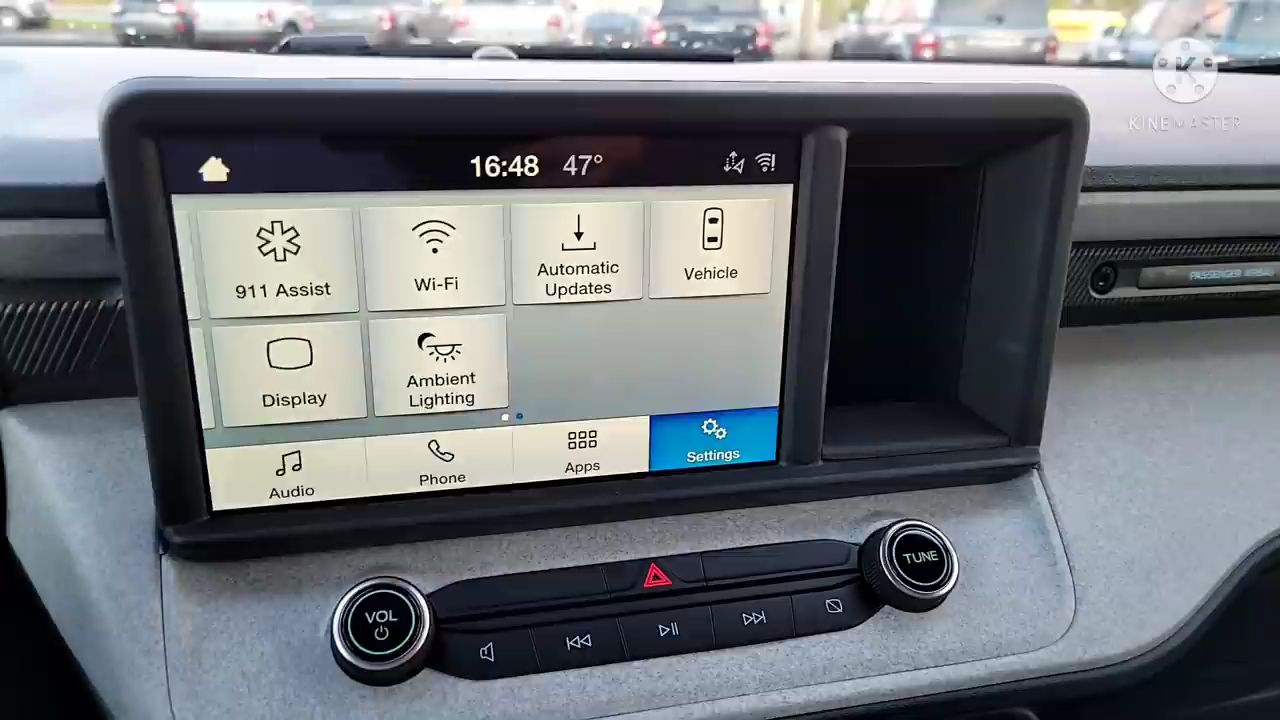 KINEMASTER
16:48 47°
911 Assist
Wi-Fi
Automatic
Updates
Vehicle
Display
Ambient
Lighting
Audio
Phone
Apps
Settings
VOL
TUNE